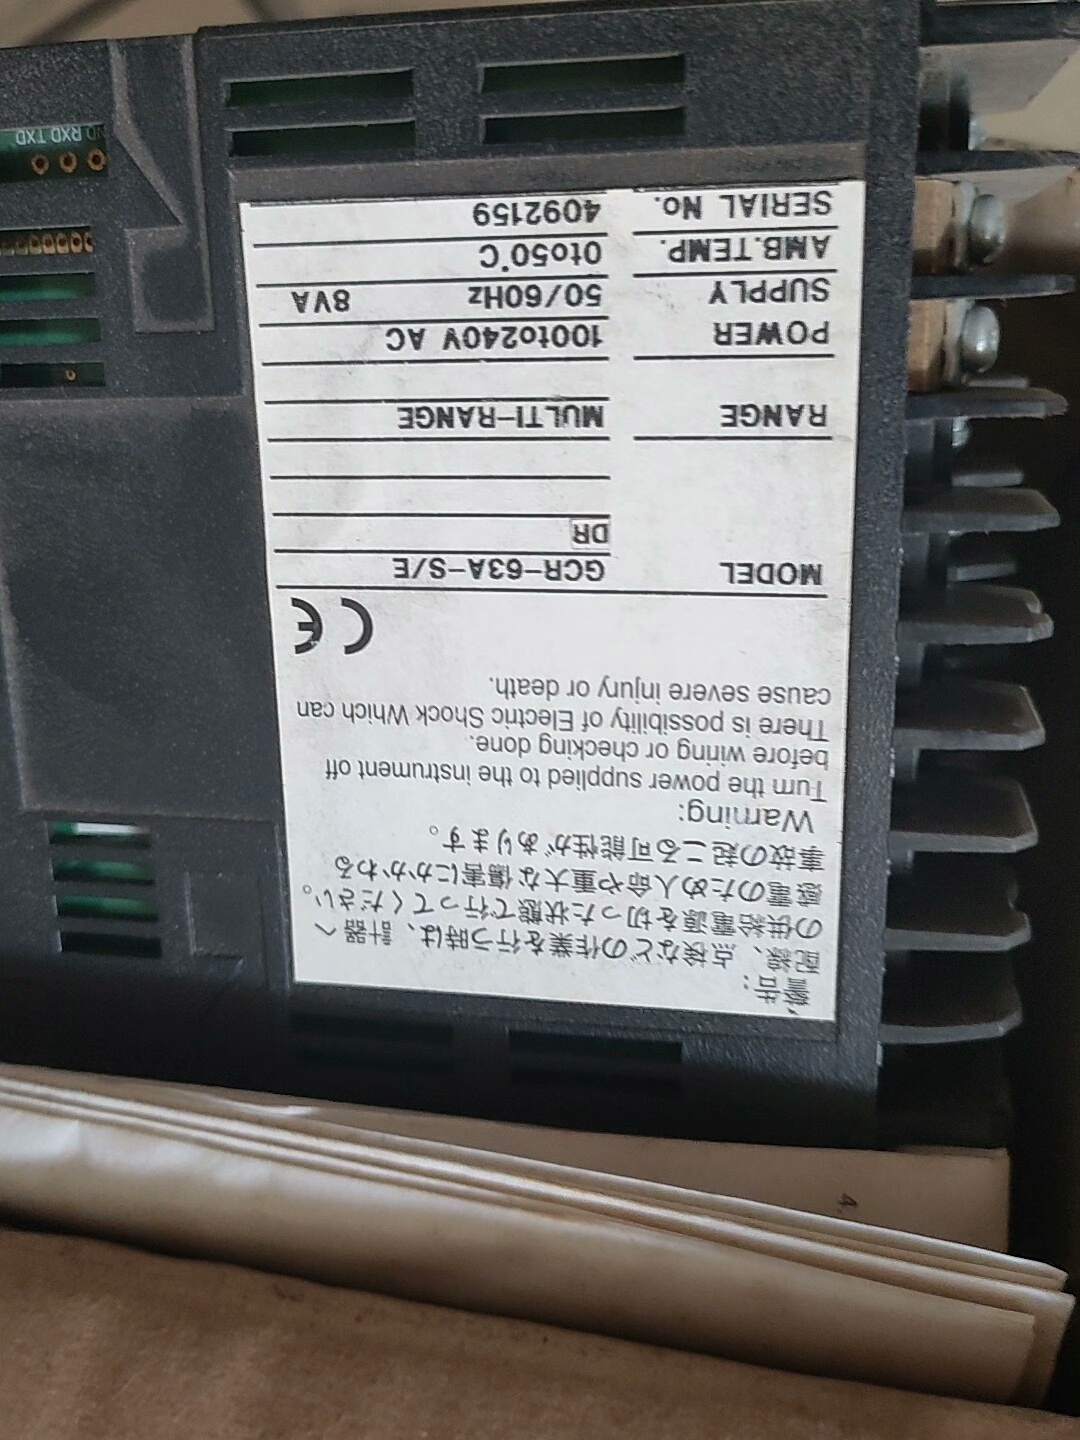 警告:
配線、点検などの作業を行う時は、計器へ
の供給電源を切った状態で行ってください。
感電のため人命や重大な傷害にかかわる
事故の起こる可能性があります。
Warning:
Turn the power supplied to the instrument off
before wiring or checking done.
There is possibility of Electric Shock Which can
cause severe injury or death.
CE
MODEL GCR-63A-S/E
DR
RANGE MULTI-RANGE
POWER 100to240V AC
SUPPLY 50/60Hz 8VA
AMB.TEMP. 0to50°C
SERIAL No. 4092159
RXD TXD
4.